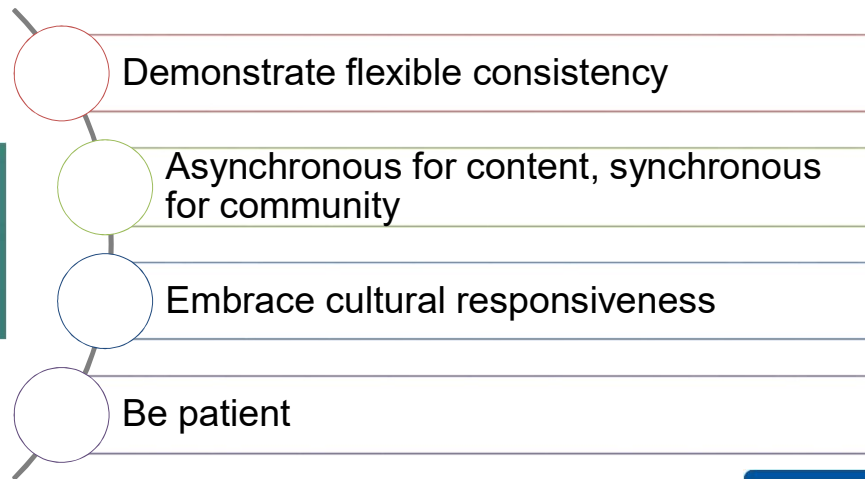 Demonstrate flexible consistency
Asynchronous for content, synchronous
for community
Embrace cultural responsiveness
Be patient